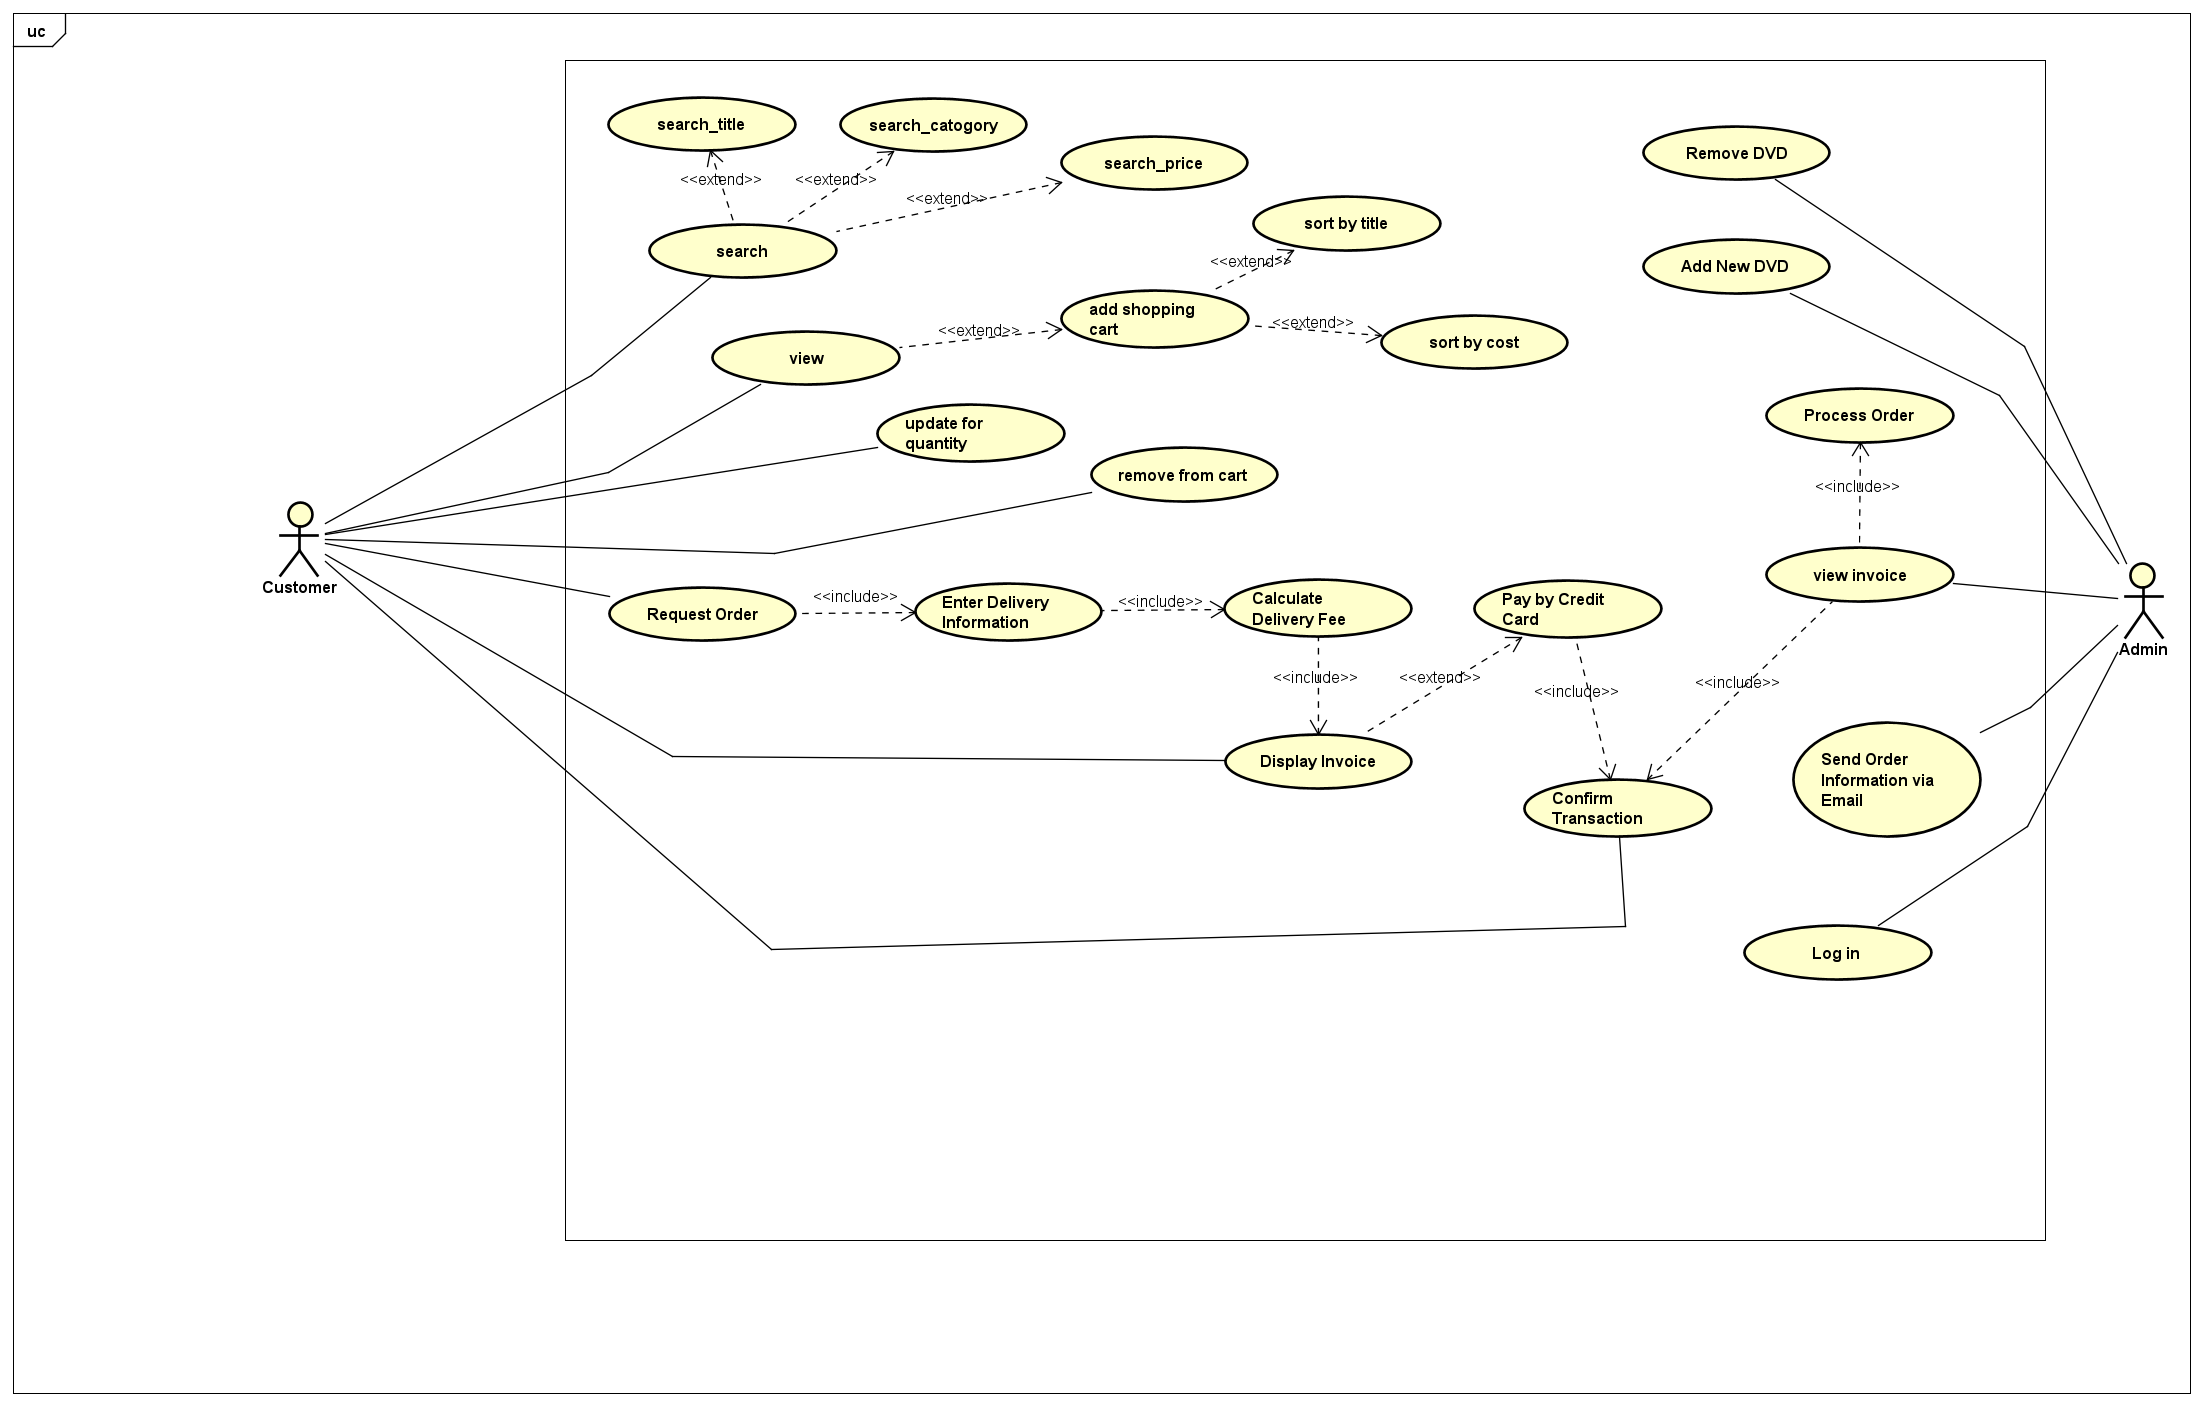 uc
search_title
search_catogory
search_price
Remove DVD
<<extend>>
<<extend>>
<<extend>>
search
sort by title
<<extend>>
Add New DVD
add shopping
cart
<<extend>>
<<extend>>
view
sort by cost
update for
quantity
Process Order
remove from cart
<<include>>
Customer
view invoice
Request Order
<<include>>
Enter Delivery
Information
<<include>>
Calculate
Delivery Fee
Pay by Credit
Card
Admin
<<include>>
<<extend>>
<<include>>
<<include>>
Display Invoice
Send Order
Information via
Email
Confirm
Transaction
Log in